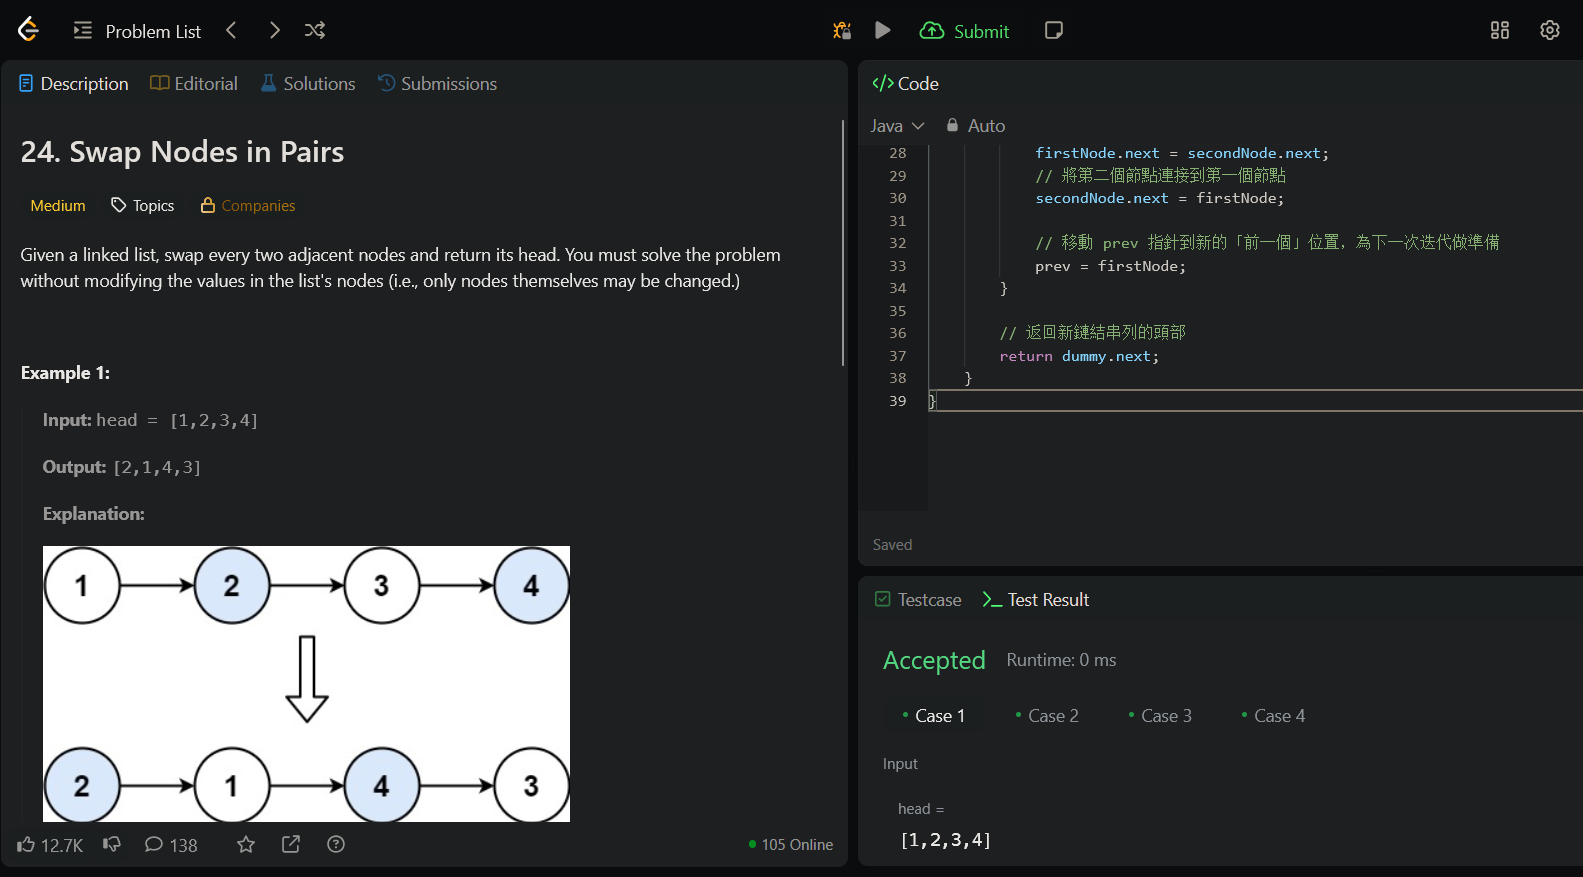 Problem List
Submit
Description
Editorial
Solutions
Submissions
24. Swap Nodes in Pairs
Medium
Topics
Companies
Given a linked list, swap every two adjacent nodes and return its head. You must solve the problem
without modifying the values in the list's nodes (i.e., only nodes themselves may be changed.)
Example 1:
Input: head = [1,2,3,4]
Output: [2,1,4,3]
Explanation:
1 2 3 4
2 1 4 3
12.7K
138
105 Online
</> Code
Java
Auto
28 firstNode.next = secondNode.next;
29 // 將第二個節點連接到第一個節點
30 secondNode.next = firstNode;
31
32 // 移動 prev 指針到新的「前一個」位置，為下一次迭代做準備
33 prev = firstNode;
34 }
35
36 // 返回新鏈結串列的頭部
37 return dummy.next;
38 }
39 }
Saved
Testcase
>_ Test Result
Accepted
Runtime: 0 ms
• Case 1
• Case 2
• Case 3
• Case 4
Input
head =
[1,2,3,4]